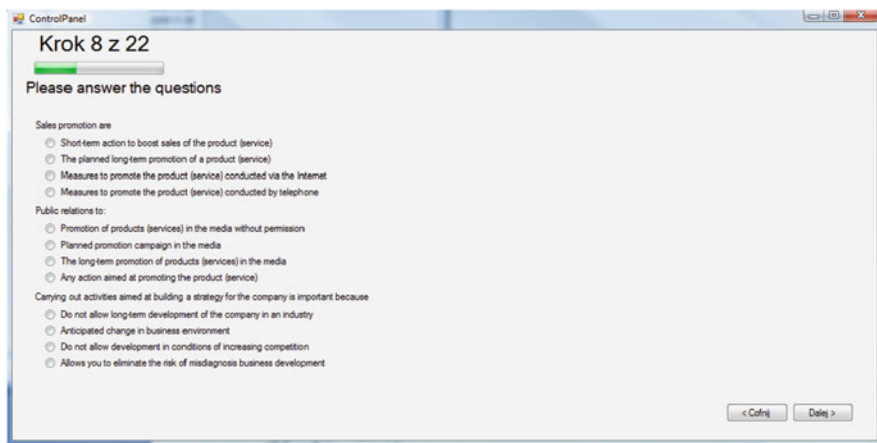 ControlPanel
Krok 8 z 22
Please answer the questions
Sales promotion are
Short-term action to boost sales of the product (service)
The planned long-term promotion of a product (service)
Measures to promote the product (service) conducted via the Internet
Measures to promote the product (service) conducted by telephone
Public relations to:
Promotion of products (services) in the media without permission
Planned promotion campaign in the media
The long-term promotion of products (services) in the media
Any action aimed at promoting the product (service)
Carrying out activities aimed at building a strategy for the company is important because
Do not allow long-term development of the company in an industry
Anticipated change in business environment
Do not allow development in conditions of increasing competition
Allows you to eliminate the risk of misdiagnosis business development
< Cofnij Dalej >